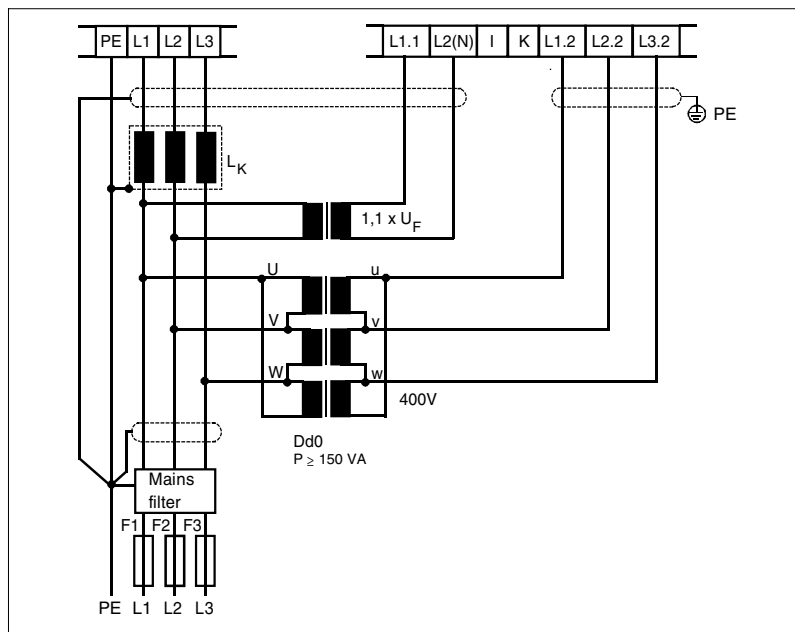 PE L1 L2 L3
L1.1 L2(N) I K L1.2 L2.2 L3.2
PE
LK
1,1 x UF
U u
V v
W w
400V
Dd0
P ≥ 150 VA
Mains
filter
F1 F2 F3
PE L1 L2 L3